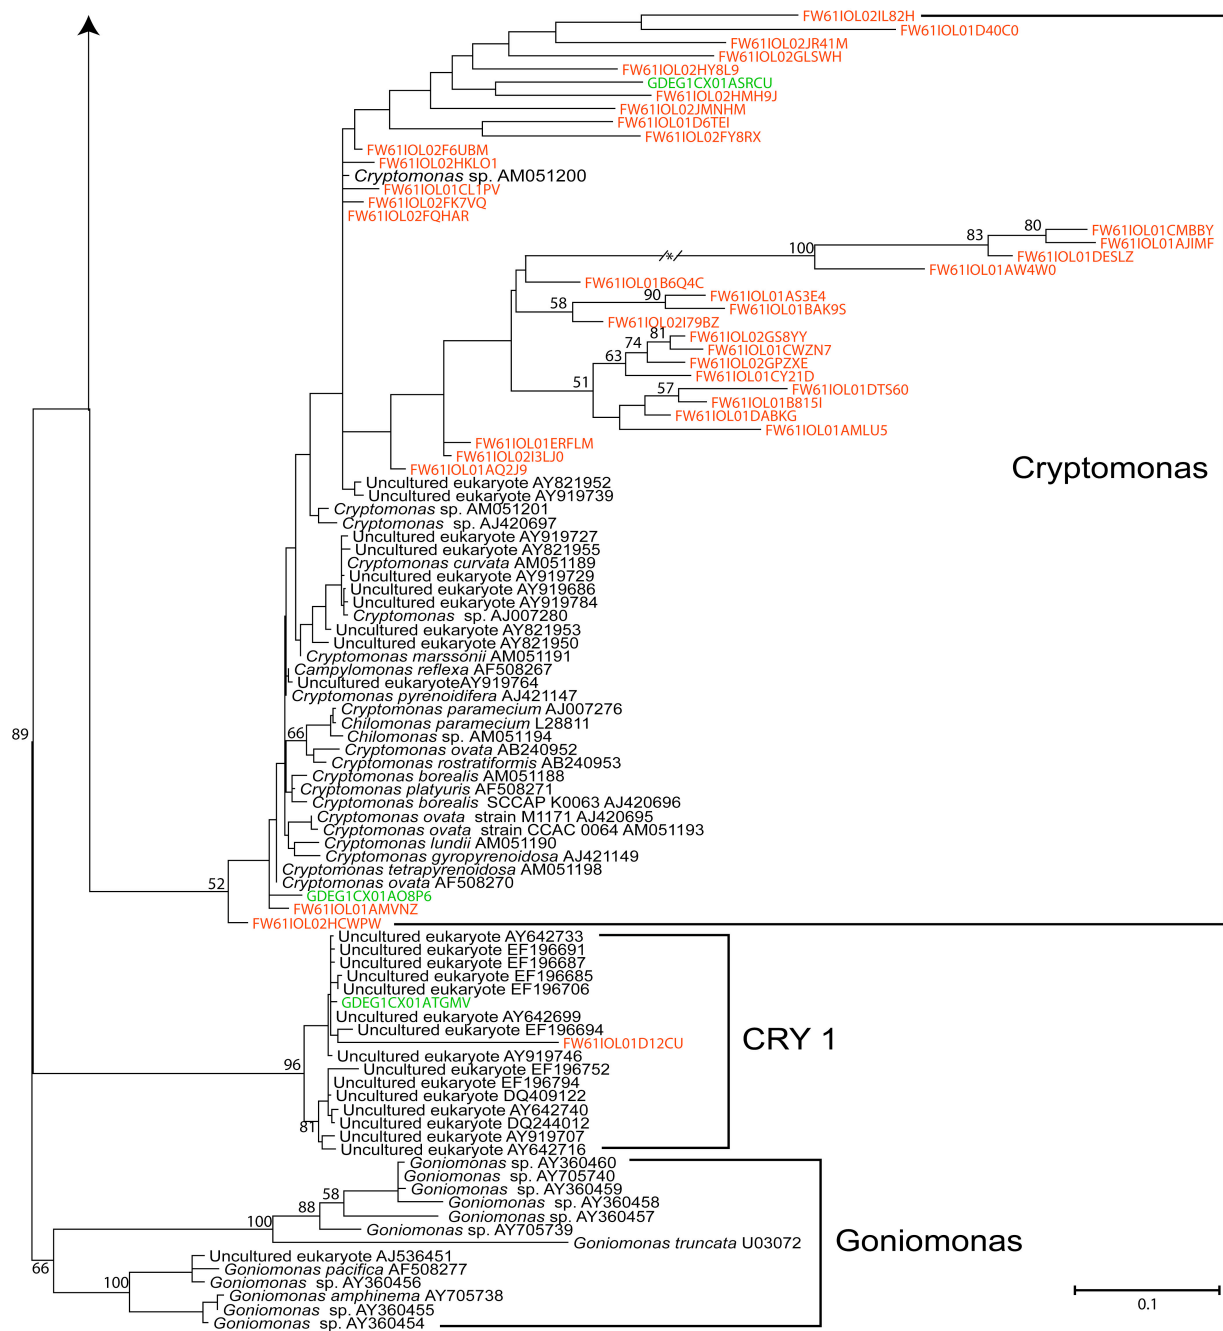 FW61IOL02IL82H
FW61IOL01D40C0
FW61IOL02JR41M
FW61IOL02GLSWH
FW61IOL02HY8L9
GDEG1CX01ASRCU
FW61IOL02HMH9J
FW61IOL02JMNHM
FW61IOL01D6TEI
FW61IOL02FY8RX
FW61IOL02F6UBM
FW61IOL02HKLO1
Cryptomonas sp. AM051200
FW61IOL01CL1PV
FW61IOL02FK7VQ
FW61IOL02FQHAR
80 FW61IOL01CMBBY
83 FW61IOL01AJIMF
100 * FW61IOL01DESLZ
FW61IOL01AW4W0
FW61IOL01B6Q4C
90 FW61IOL01AS3E4
58 FW61IOL01BAK9S
FW61IOL02I79BZ
81 FW61IOL02GS8YY
74 FW61IOL01CWZN7
63 FW61IOL02GPZXE
FW61IOL01CY21D
51
57 FW61IOL01DTS60
FW61IOL01B815I
FW61IOL01DABKG
FW61IOL01AMLU5
FW61IOL01ERFLM
FW61IOL02I3LJ0
FW61IOL01AQ2J9
Cryptomonas
Uncultured eukaryote AY821952
Uncultured eukaryote AY919739
Cryptomonas sp. AM051201
Cryptomonas sp. AJ420697
Uncultured eukaryote AY919727
Uncultured eukaryote AY821955
Cryptomonas curvata AM051189
Uncultured eukaryote AY919729
Uncultured eukaryote AY919686
Uncultured eukaryote AY919784
Cryptomonas sp. AJ007280
Uncultured eukaryote AY821953
Uncultured eukaryote AY821950
Cryptomonas marssonii AM051191
Campylomonas reflexa AF508267
Uncultured eukaryoteAY919764
Cryptomonas pyrenoidifera AJ421147
Cryptomonas paramecium AJ007276
Chilomonas paramecium L28811
66 Chilomonas sp. AM051194
89
Cryptomonas ovata AB240952
Cryptomonas rostratiformis AB240953
Cryptomonas borealis AM051188
Cryptomonas platyuris AF508271
Cryptomonas borealis SCCAP K0063 AJ420696
Cryptomonas ovata strain M1171 AJ420695
Cryptomonas ovata strain CCAC 0064 AM051193
Cryptomonas lundii AM051190
Cryptomonas gyropyrenoidosa AJ421149
Cryptomonas tetrapyrenoidosa AM051198
Cryptomonas ovata AF508270
52
GDEG1CX01AO8P6
FW61IOL01AMVNZ
FW61IOL02HCWPW
Uncultured eukaryote AY642733
Uncultured eukaryote EF196691
Uncultured eukaryote EF196687
Uncultured eukaryote EF196685
Uncultured eukaryote EF196706
GDEG1CX01ATGMV
Uncultured eukaryote AY642699
Uncultured eukaryote EF196694
FW61IOL01D12CU
CRY 1
Uncultured eukaryote AY919746
96
Uncultured eukaryote EF196752
Uncultured eukaryote EF196794
Uncultured eukaryote DQ409122
Uncultured eukaryote AY642740
Uncultured eukaryote DQ244012
81
Uncultured eukaryote AY919707
Uncultured eukaryote AY642716
Goniomonas sp. AY360460
Goniomonas sp. AY705740
Goniomonas sp. AY360459
58
Goniomonas sp. AY360458
88
Goniomonas sp. AY360457
100
Goniomonas sp. AY705739
Goniomonas truncata U03072
Goniomonas
Uncultured eukaryote AJ536451
66
Goniomonas pacifica AF508277
100 Goniomonas sp. AY360456
Goniomonas amphinema AY705738
Goniomonas sp. AY360455
Goniomonas sp. AY360454
0.1